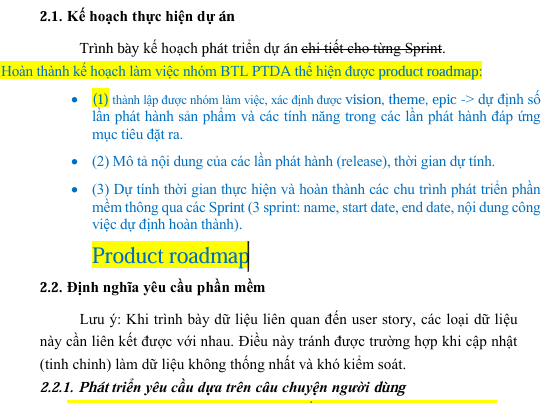 2.1. Kế hoạch thực hiện dự án
Trình bày kế hoạch phát triển dự án chi tiết cho từng Sprint.
Hoàn thành kế hoạch làm việc nhóm BTL PTDA thể hiện được product roadmap:
• (1) thành lập được nhóm làm việc, xác định được vision, theme, epic -> dự định số
lần phát hành sản phẩm và các tính năng trong các lần phát hành đáp ứng
mục tiêu đặt ra.
• (2) Mô tả nội dung của các lần phát hành (release), thời gian dự tính.
• (3) Dự tính thời gian thực hiện và hoàn thành các chu trình phát triển phần
mềm thông qua các Sprint (3 sprint: name, start date, end date, nội dung công
việc dự định hoàn thành).
Product roadmap
2.2. Định nghĩa yêu cầu phần mềm
Lưu ý: Khi trình bày dữ liệu liên quan đến user story, các loại dữ liệu
này cần liên kết được với nhau. Điều này tránh được trường hợp khi cập nhật
(tinh chỉnh) làm dữ liệu không thống nhất và khó kiểm soát.
2.2.1. Phát triển yêu cầu dựa trên câu chuyện người dùng